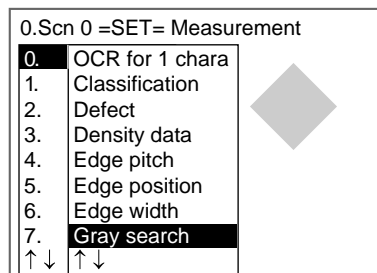 0.Scn 0 =SET= Measurement
0. OCR for 1 chara
1. Classification
2. Defect
3. Density data
4. Edge pitch
5. Edge position
6. Edge width
7. Gray search
↑↓ ↑↓